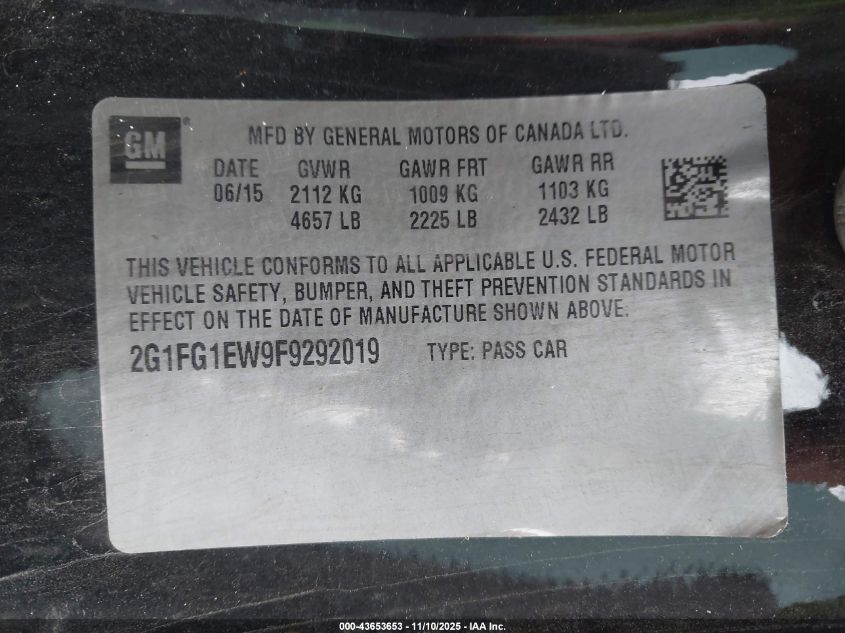 GM®
MFD BY GENERAL MOTORS OF CANADA LTD.
DATE GVWR GAWR FRT GAWR RR
06/15 2112 KG 1009 KG 1103 KG
4657 LB 2225 LB 2432 LB
THIS VEHICLE CONFORMS TO ALL APPLICABLE U.S. FEDERAL MOTOR
VEHICLE SAFETY, BUMPER, AND THEFT PREVENTION STANDARDS IN
EFFECT ON THE DATE OF MANUFACTURE SHOWN ABOVE.
2G1FG1EW9F9292019 TYPE: PASS CAR
000-43653653 - 11/10/2025 - IAA Inc.